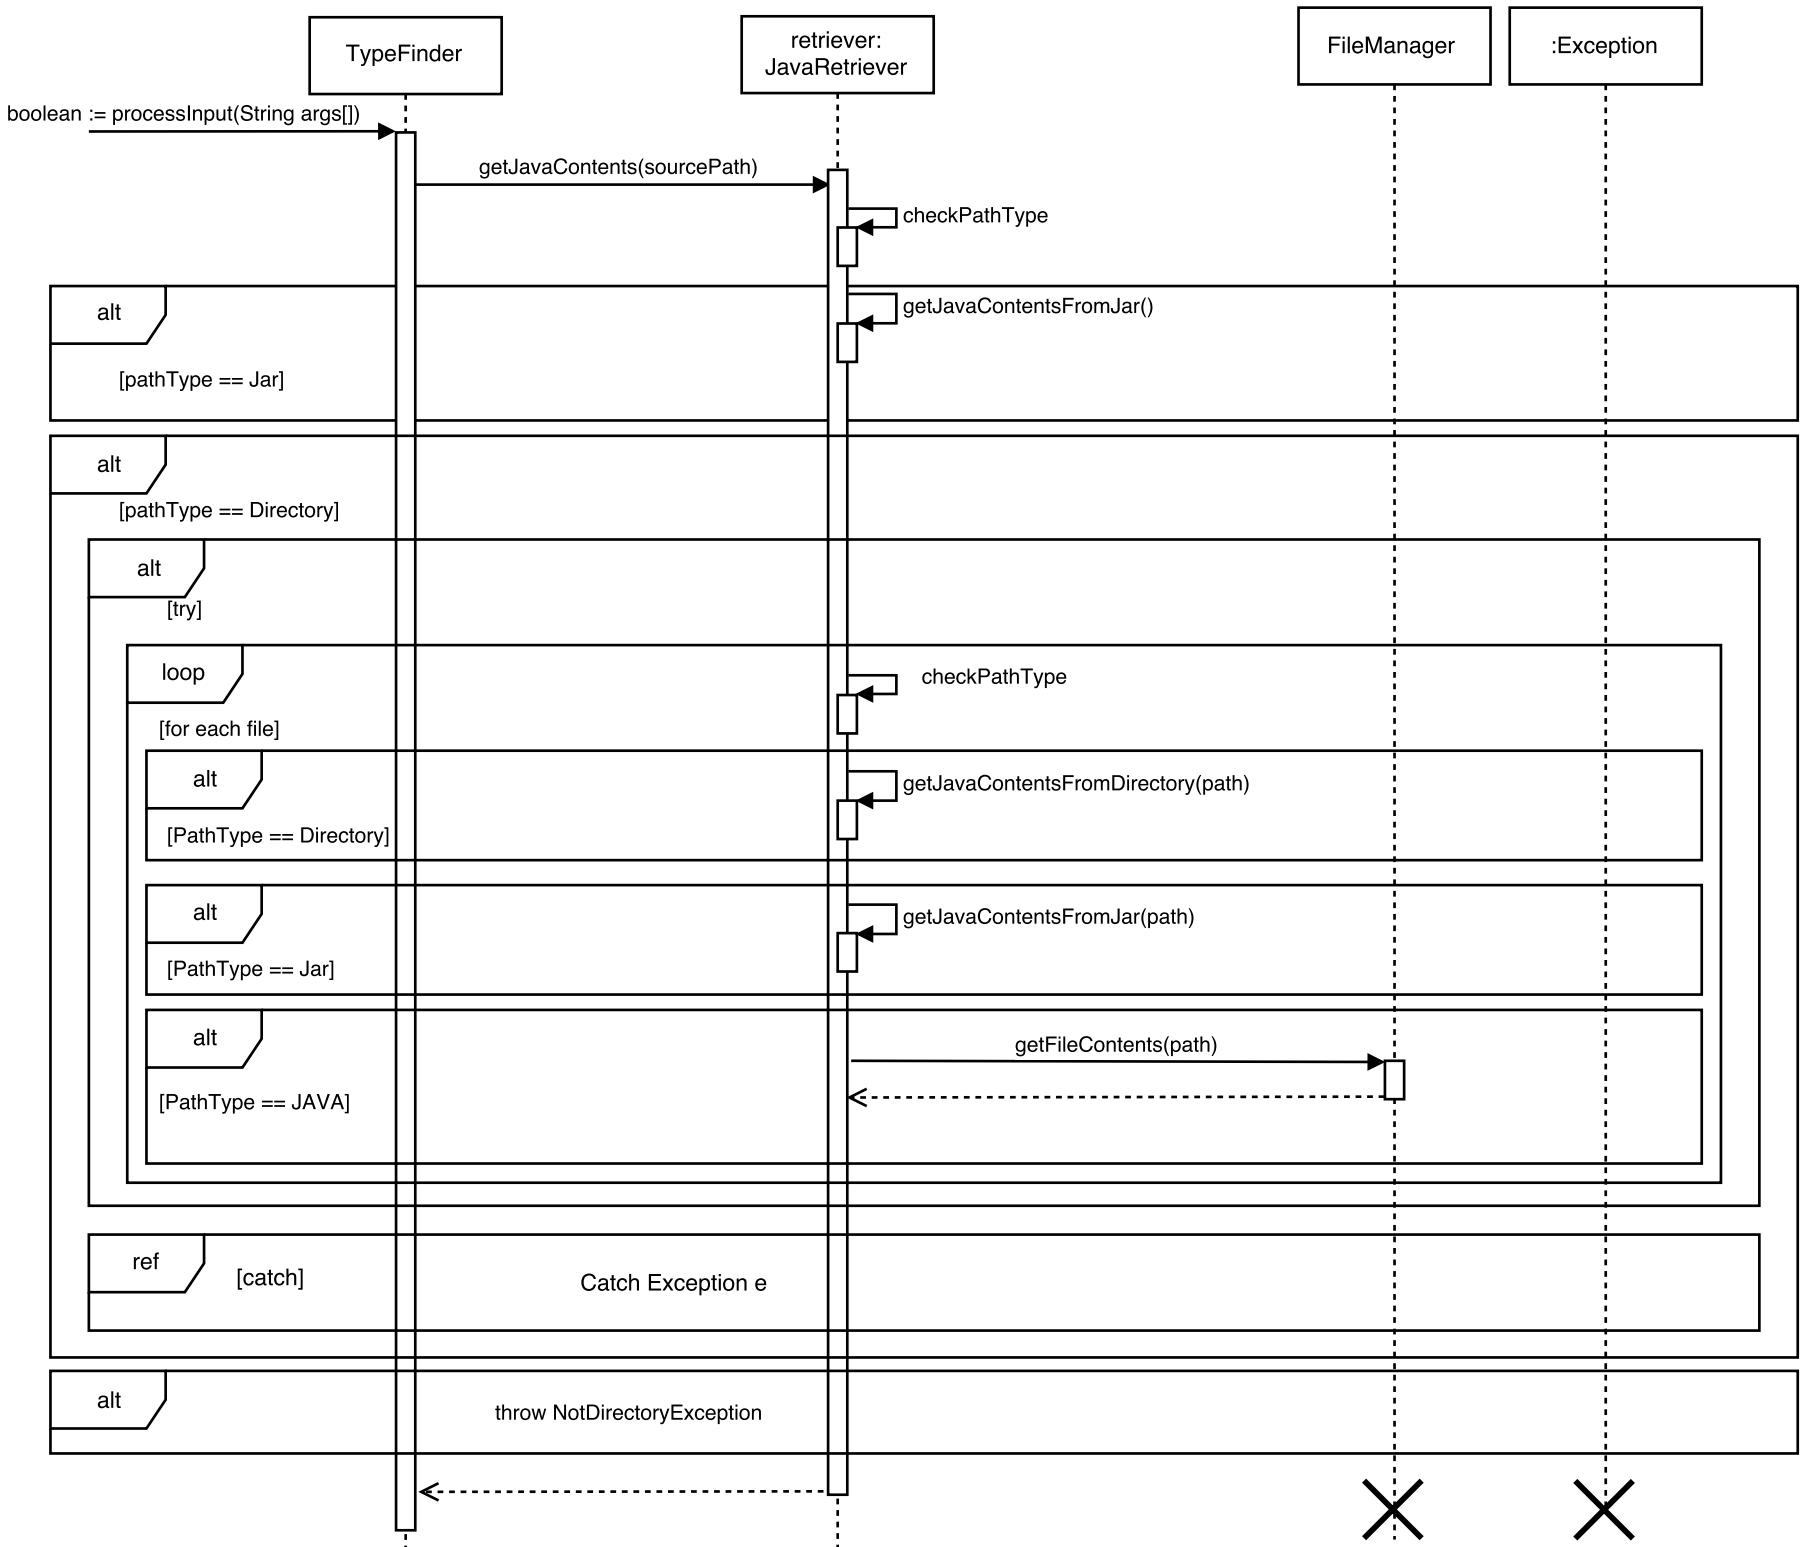 TypeFinder
retriever:
JavaRetriever
FileManager
:Exception
boolean := processInput(String args[])
getJavaContents(sourcePath)
checkPathType
alt
getJavaContentsFromJar()
[pathType == Jar]
alt
[pathType == Directory]
alt
[try]
loop
checkPathType
[for each file]
alt
getJavaContentsFromDirectory(path)
[PathType == Directory]
alt
getJavaContentsFromJar(path)
[PathType == Jar]
alt
getFileContents(path)
[PathType == JAVA]
ref
[catch]
Catch Exception e
alt
throw NotDirectoryException